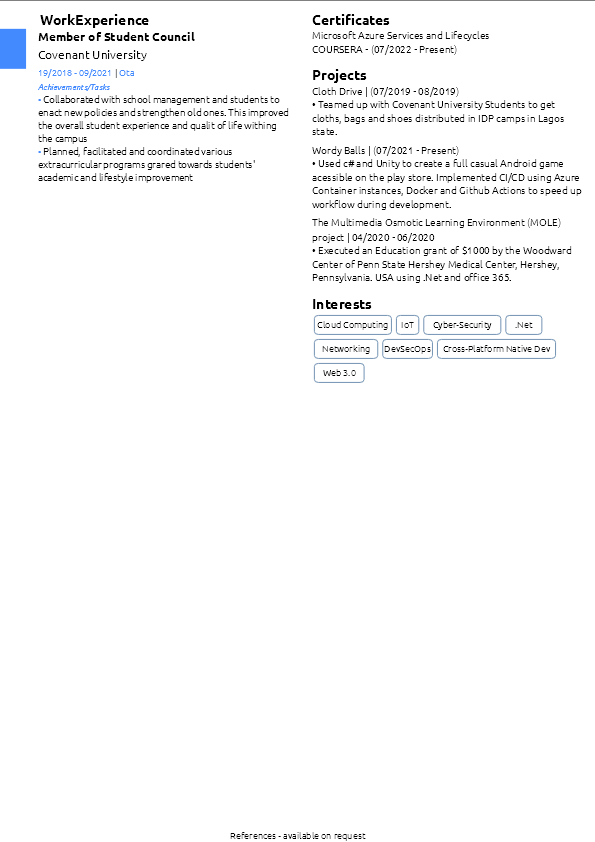 WorkExperience
Member of Student Council
Covenant University
19/2018 - 09/2021 | Ota
Achievements/Tasks
• Collaborated with school management and students to
enact new policies and strengthen old ones. This improved
the overall student experience and qualit of life withing
the campus
• Planned, facilitated and coordinated various
extracurricular programs grared towards students'
academic and lifestyle improvement
Certificates
Microsoft Azure Services and Lifecycles
COURSERA - (07/2022 - Present)
Projects
Cloth Drive | (07/2019 - 08/2019)
• Teamed up with Covenant University Students to get
cloths, bags and shoes distributed in IDP camps in Lagos
state.
Wordy Balls | (07/2021 - Present)
• Used c# and Unity to create a full casual Android game
acessible on the play store. Implemented CI/CD using Azure
Container instances, Docker and Github Actions to speed up
workflow during development.
The Multimedia Osmotic Learning Environment (MOLE)
project | 04/2020 - 06/2020
• Executed an Education grant of $1000 by the Woodward
Center of Penn State Hershey Medical Center, Hershey,
Pennsylvania. USA using .Net and office 365.
Interests
Cloud Computing IoT Cyber-Security .Net
Networking DevSecOps Cross-Platform Native Dev
Web 3.0
References - available on request